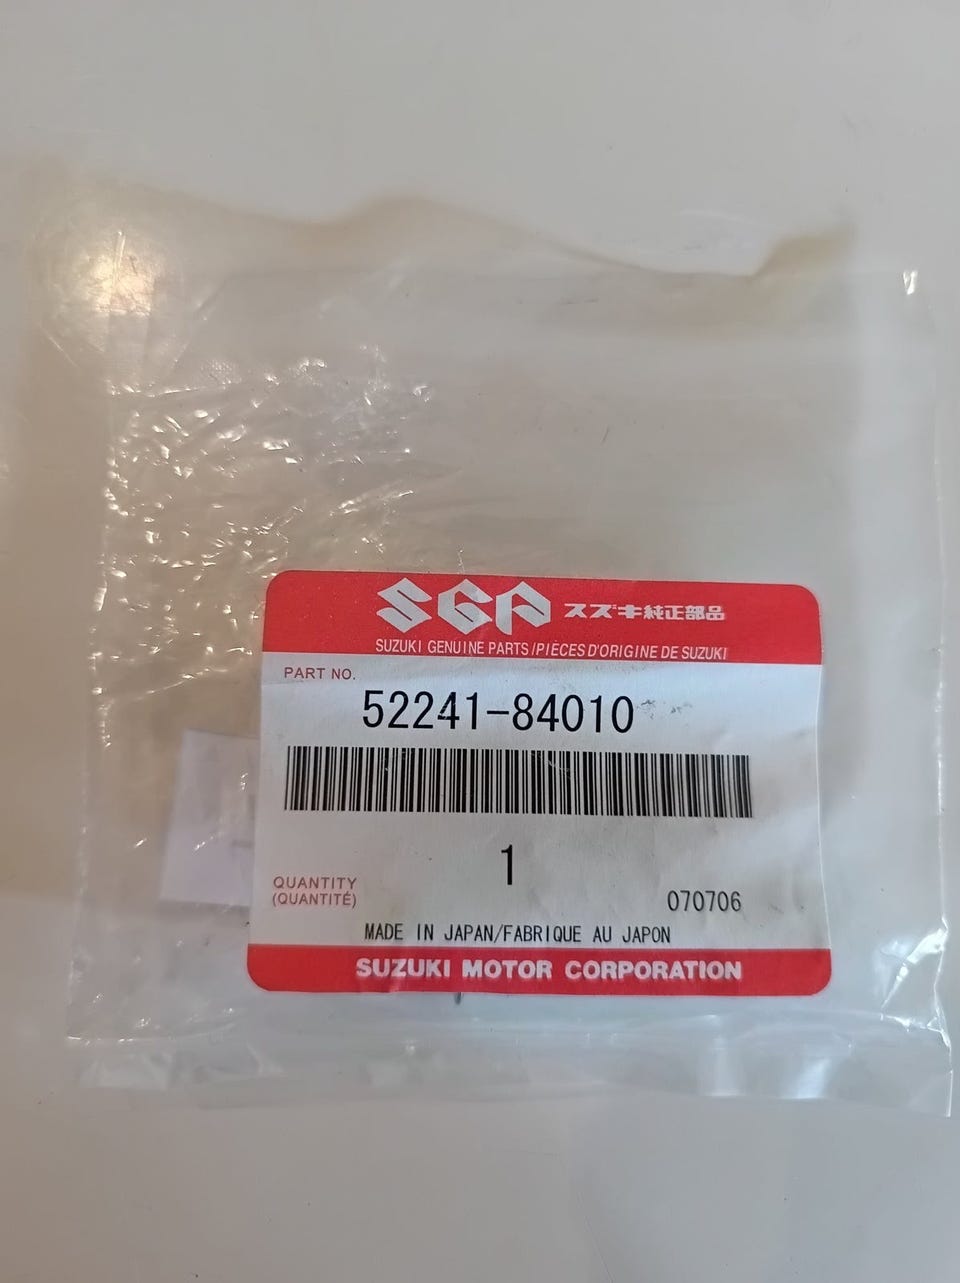 SGP スズキ純正部品
SUZUKI GENUINE PARTS/PIÈCES D'ORIGINE DE SUZUKI
PART NO.
52241-84010
1
QUANTITY
(QUANTITÉ)
070706
MADE IN JAPAN/FABRIQUE AU JAPON
SUZUKI MOTOR CORPORATION